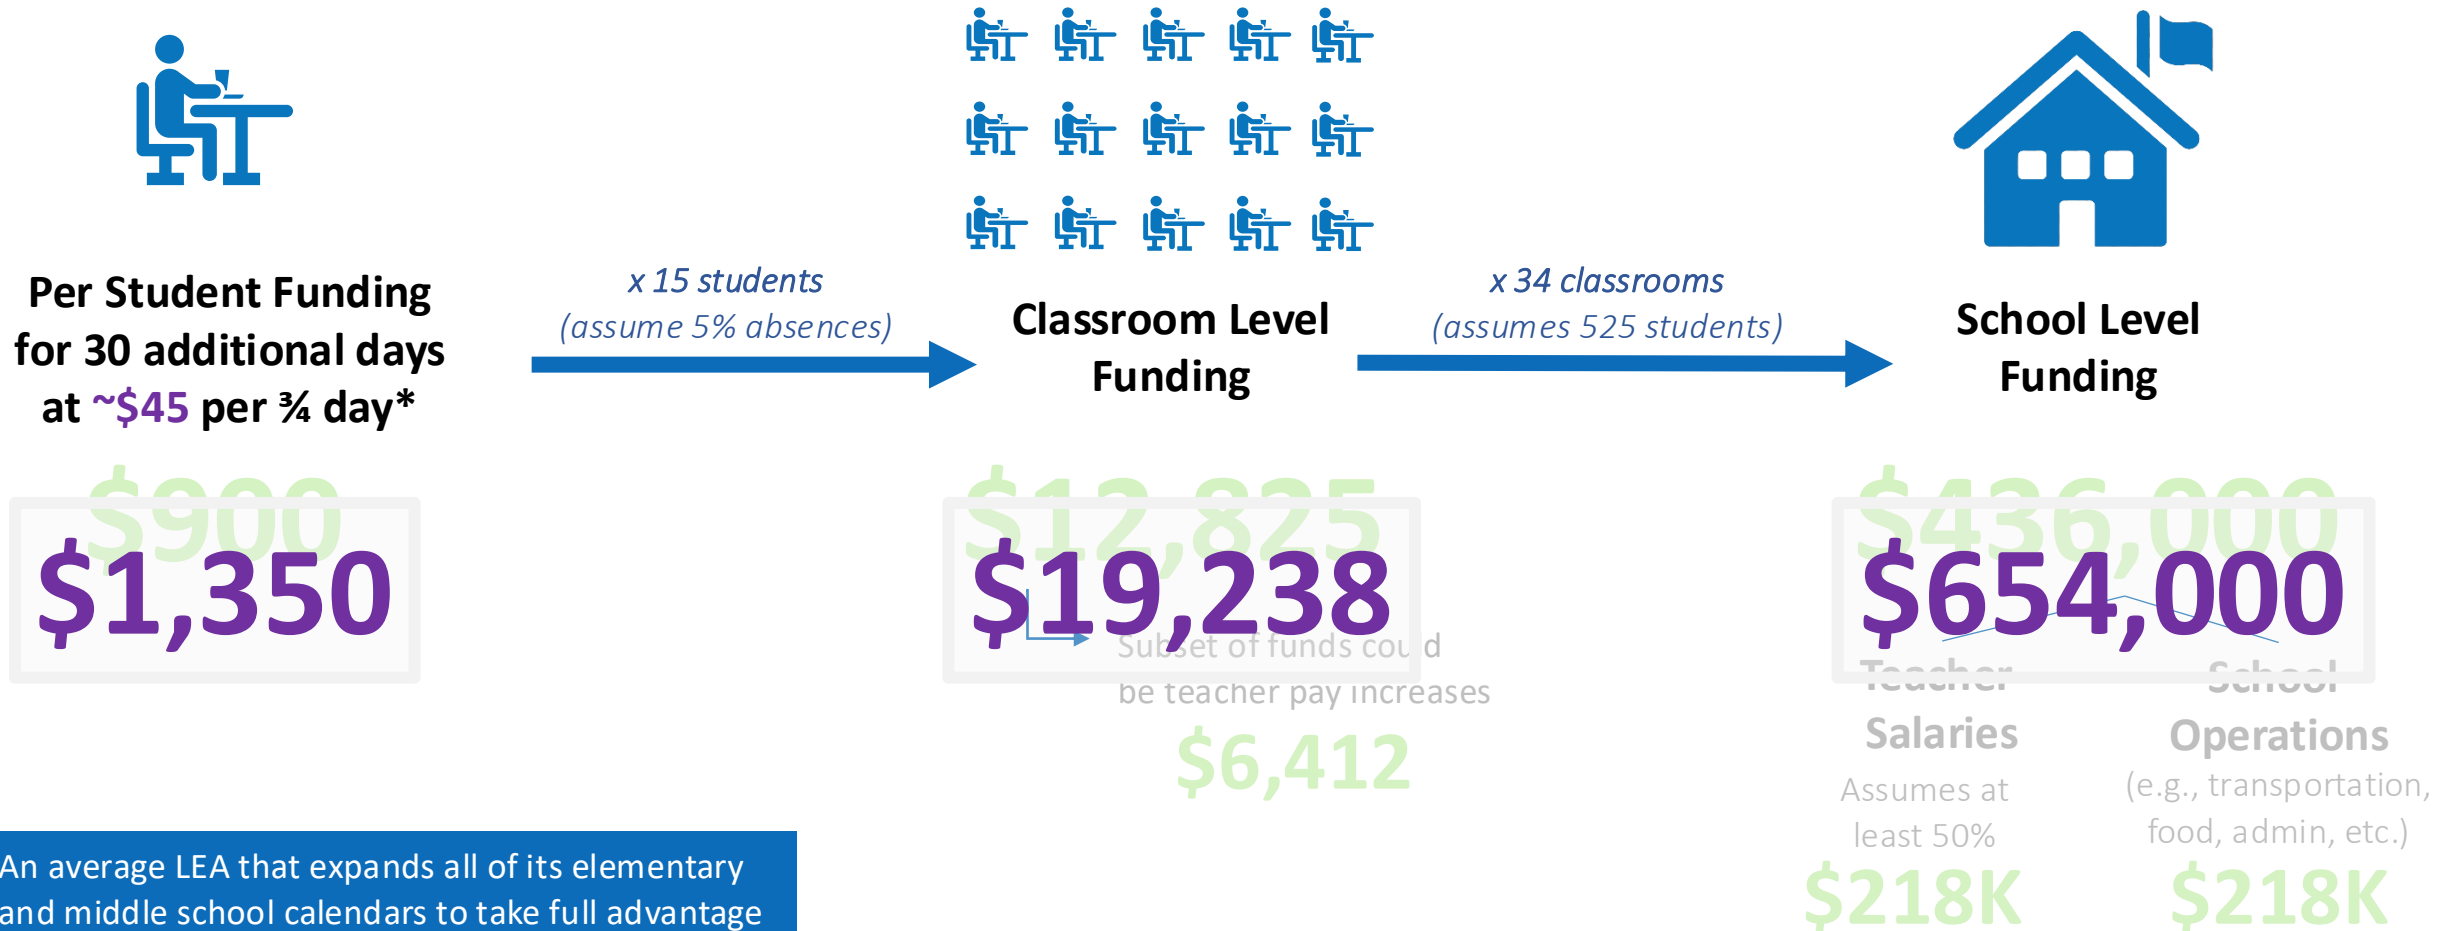 Per Student Funding
for 30 additional days
at ~$45 per ¾ day*
$900
$1,350
x 15 students
(assume 5% absences)
Classroom Level
Funding
$12,825
$19,238
Subset of funds could
be teacher pay increases
$6,412
x 34 classrooms
(assumes 525 students)
School Level
Funding
$436,000
$654,000
Teacher
Salaries
Assumes at
least 50%
$218K
School
Operations
(e.g., transportation,
food, admin, etc.)
$218K
An average LEA that expands all of its elementary
and middle school calendars to take full advantage